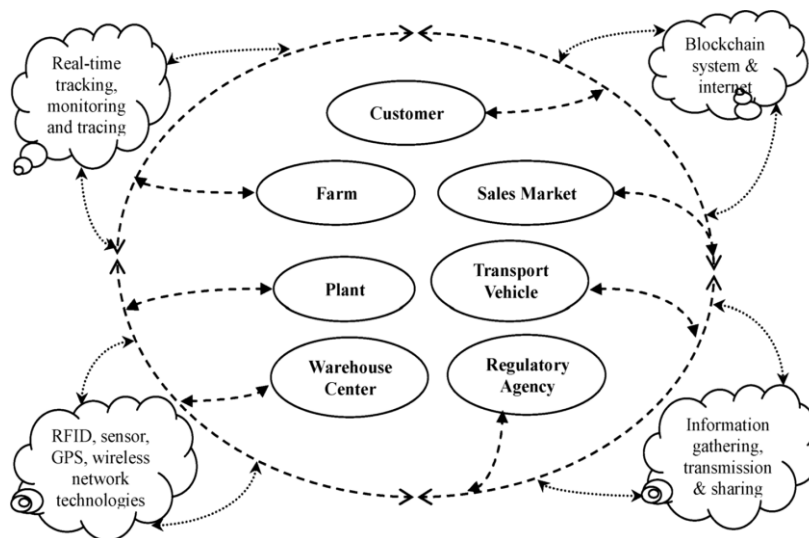 Real-time
tracking,
monitoring
and tracing
Blockchain
system &
internet
Customer
Farm
Sales Market
Plant
Transport
Vehicle
Warehouse
Center
Regulatory
Agency
RFID, sensor,
GPS, wireless
network
technologies
Information
gathering,
transmission
& sharing